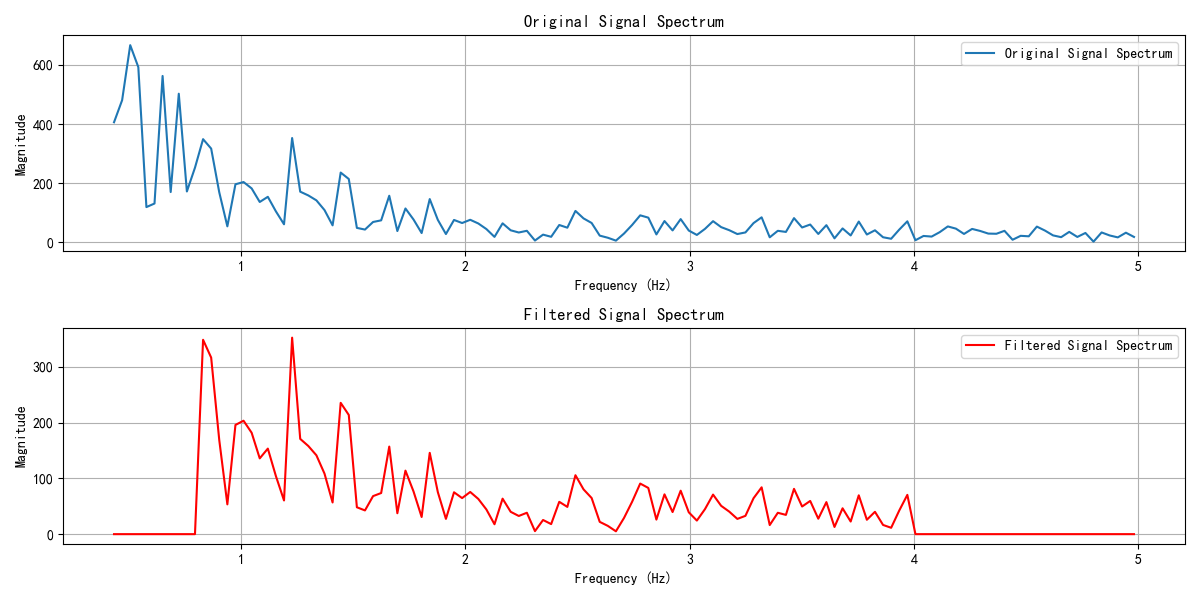 Original Signal Spectrum
Original Signal Spectrum
Magnitude
600
400
200
0
1 2 3 4 5
Frequency (Hz)
Filtered Signal Spectrum
Filtered Signal Spectrum
Magnitude
300
200
100
0
1 2 3 4 5
Frequency (Hz)